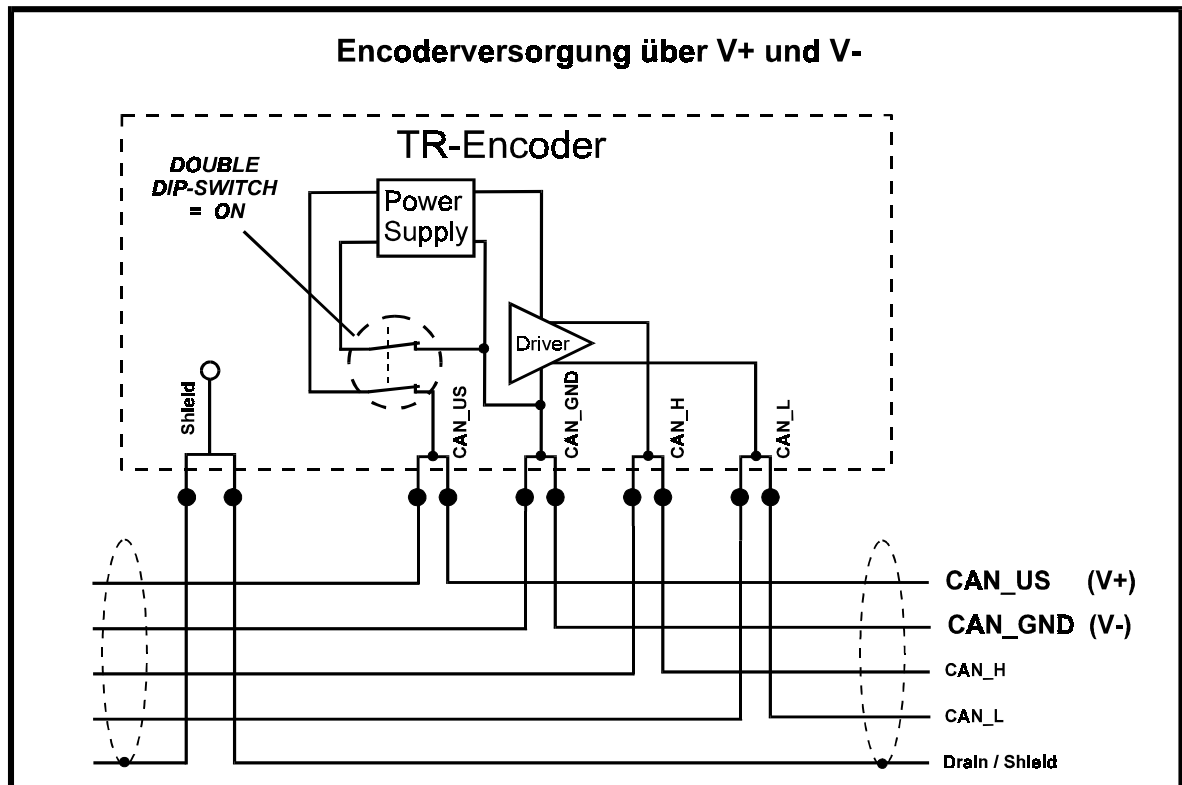 Encoderversorgung über V+ und V-
TR-Encoder
DOUBLE
DIP-SWITCH
= ON
Power
Supply
Driver
Shield
CAN_US
CAN_GND
CAN_H
CAN_L
CAN_US (V+)
CAN_GND (V-)
CAN_H
CAN_L
Drain / Shield